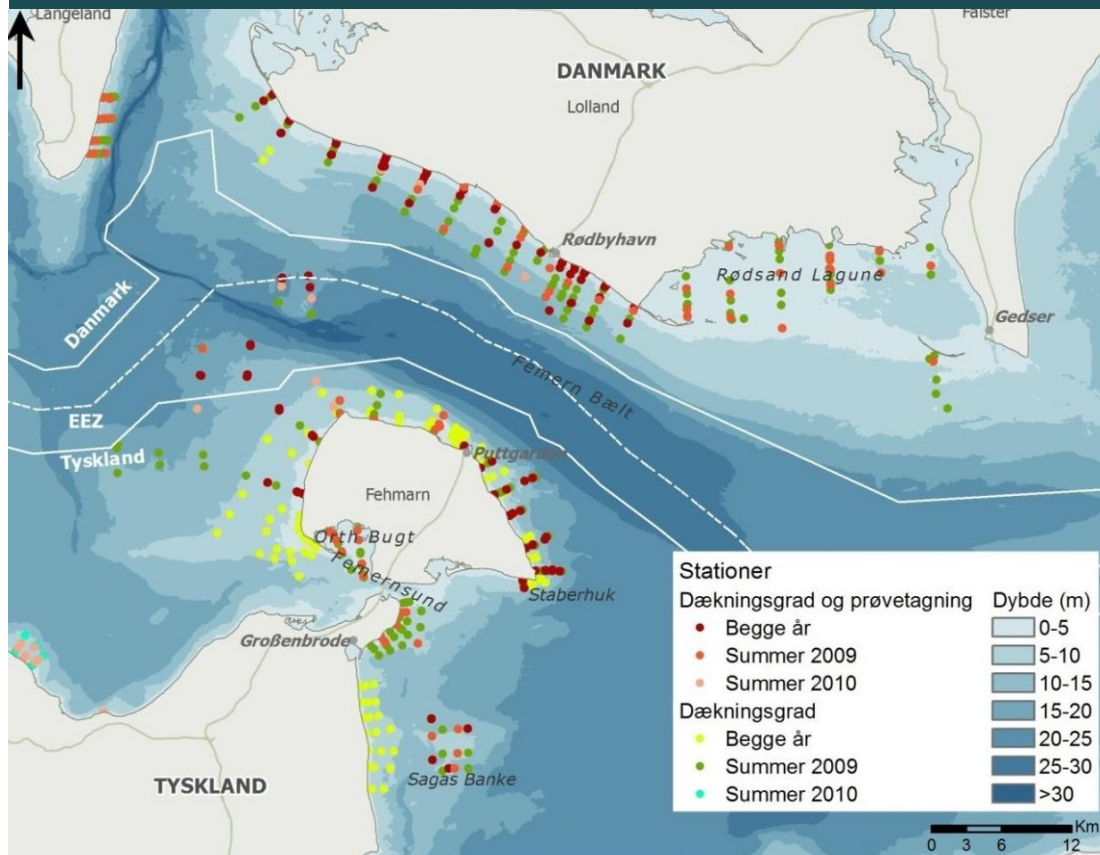 Langeland
Falster
DANMARK
Lolland
Rødbyhavn
Rødsand Lagune
Gedser
Danmark
Femern Bælt
EEZ
Tyskland
Puttgarden
Fehmarn
Orth Bugt
Femernsund
Staberhuk
Großenbrode
Sagas Banke
TYSKLAND
Stationer
Dækningsgrad og prøvetagning
Begge år
Summer 2009
Summer 2010
Dækningsgrad
Begge år
Summer 2009
Summer 2010
Dybde (m)
0-5
5-10
10-15
15-20
20-25
25-30
>30
Km
0 3 6 12